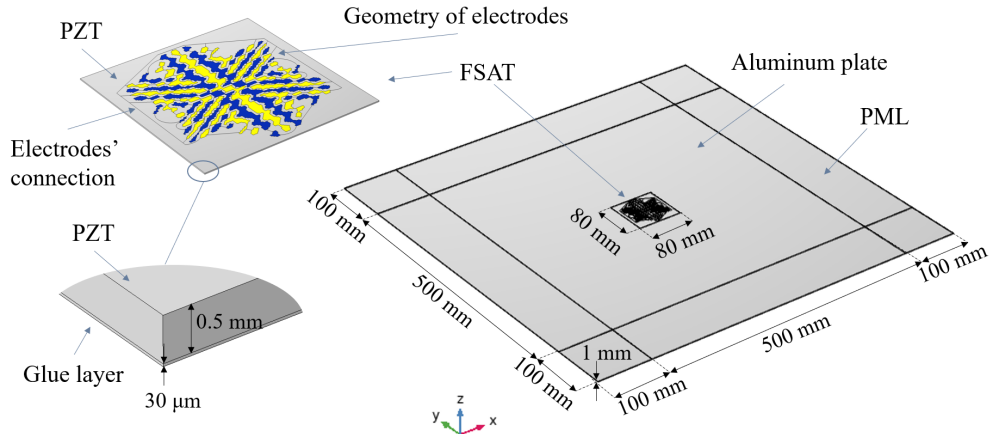 Geometry of electrodes
PZT
FSAT
Aluminum plate
PML
Electrodes’
connection
PZT
0.5 mm
Glue layer
30 μm
100 mm
80 mm
80 mm
500 mm
100 mm
1 mm
100 mm
500 mm
100 mm
y
z
x